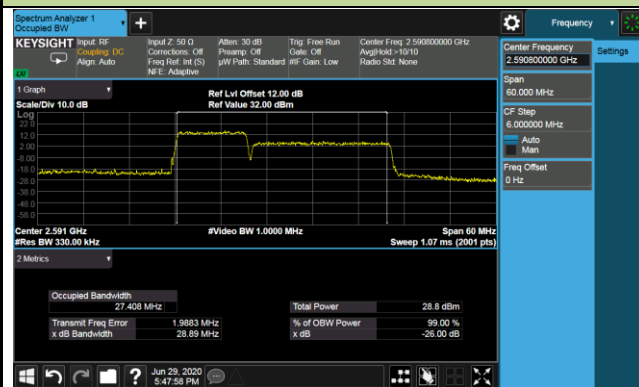 Spectrum Analyzer 1
Occupied BW
+
Frequency
KEYSIGHT
Input: RF
Coupling: DC
Align: Auto
Input Z: 50 Ω
Corrections: Off
Freq Ref: Int (S)
NFE: Adaptive
Atten: 30 dB
Preamp: Off
µW Path: Standard
Trig: Free Run
Gate: Off
#IF Gain: Low
Center Freq: 2.590800000 GHz
Avg|Hold:>10/10
Radio Std: None
Center Frequency
2.590800000 GHz
Settings
Span
60.000 MHz
CF Step
6.000000 MHz
Auto
Man
Freq Offset
0 Hz
1 Graph
Scale/Div 10.0 dB
Ref Lvl Offset 12.00 dB
Ref Value 32.00 dBm
Log
22.0
12.0
2.00
-8.00
-18.0
-28.0
-38.0
-48.0
-58.0
Center 2.591 GHz
#Res BW 330.00 kHz
#Video BW 1.0000 MHz
Span 60 MHz
Sweep 1.07 ms (2001 pts)
2 Metrics
Occupied Bandwidth
27.408 MHz
Total Power 28.8 dBm
Transmit Freq Error 1.9883 MHz
% of OBW Power 99.00 %
x dB Bandwidth 28.89 MHz
x dB -26.00 dB
?
Jun 29, 2020
5:47:58 PM